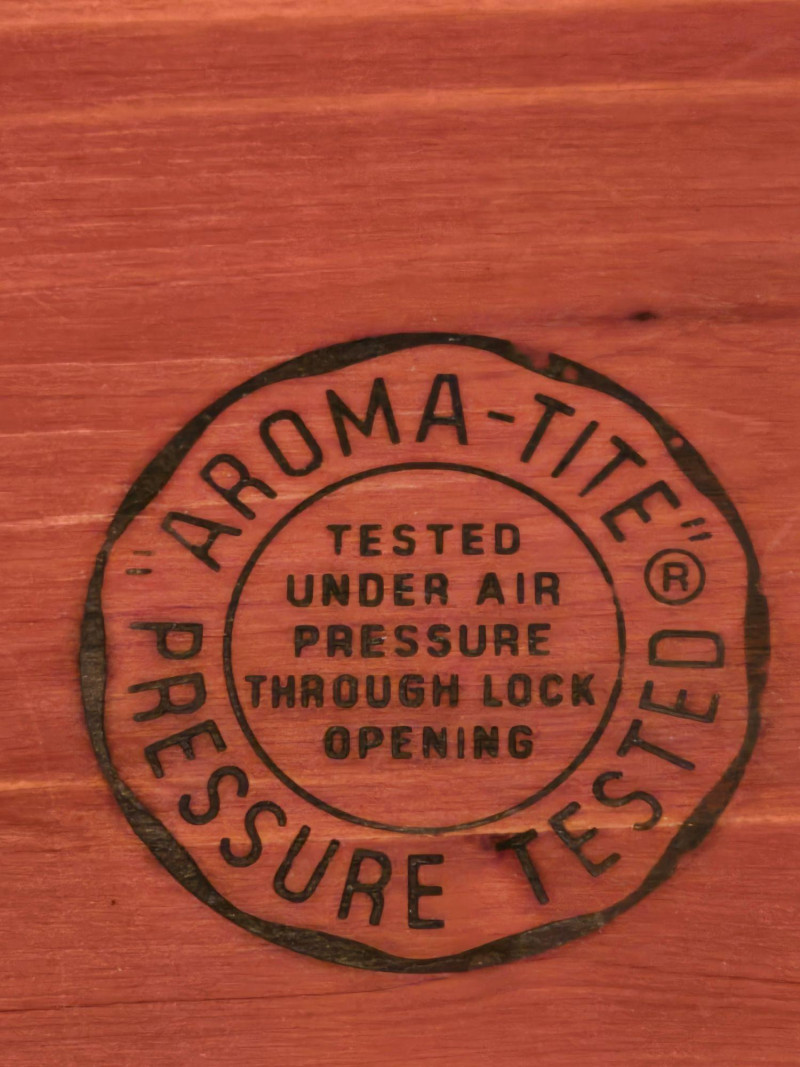 "AROMA-TITE"®
PRESSURE TESTED
TESTED
UNDER AIR
PRESSURE
THROUGH LOCK
OPENING